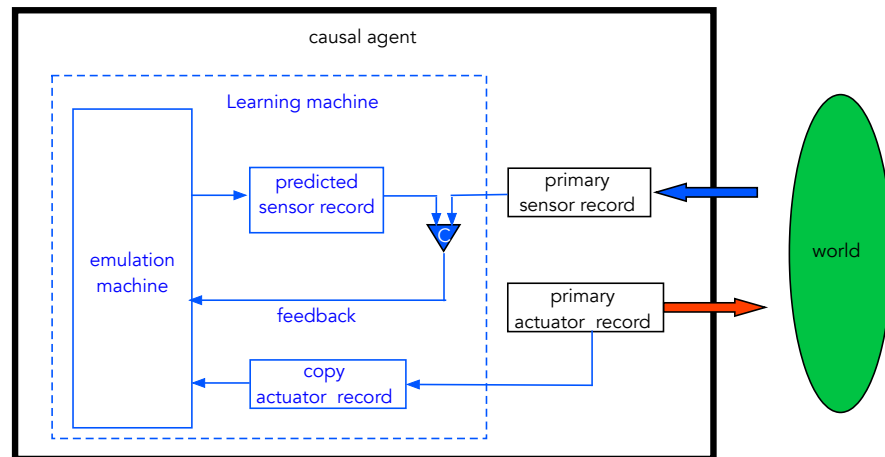 causal agent
Learning machine
predicted
sensor record
primary
sensor record
C
world
emulation
machine
feedback
primary
actuator record
copy
actuator record